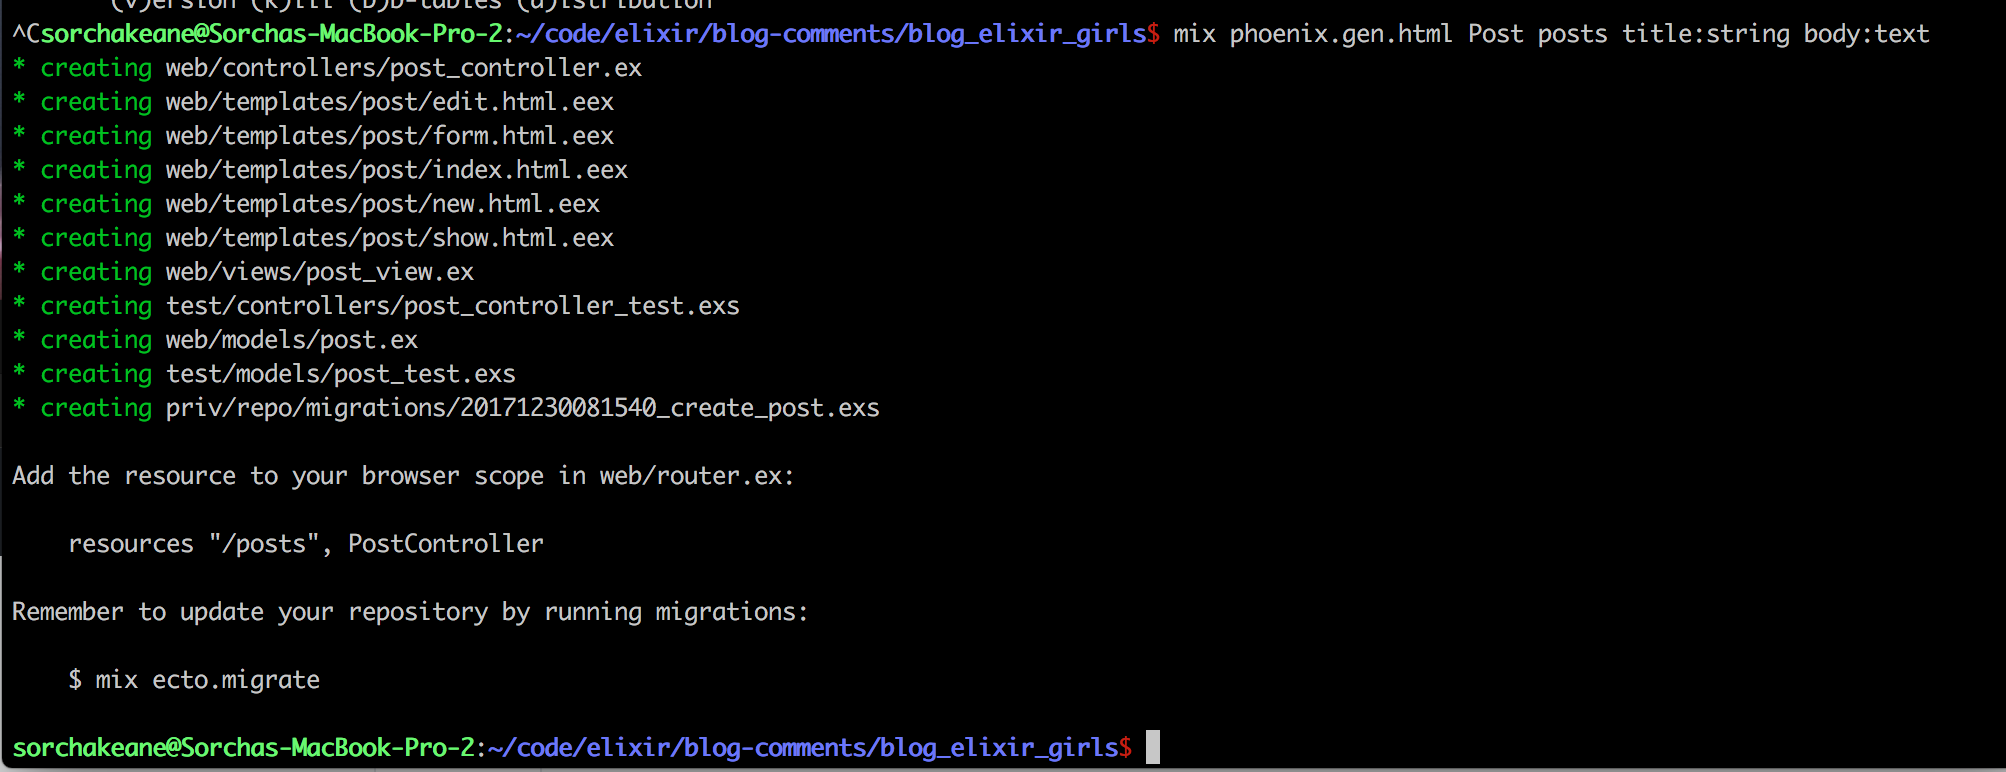 (v)ersion (k)ill (D)b-tables (d)istribution
^Csorchakeane@Sorchas-MacBook-Pro-2:~/code/elixir/blog-comments/blog_elixir_girls$ mix phoenix.gen.html Post posts title:string body:text
* creating web/controllers/post_controller.ex
* creating web/templates/post/edit.html.eex
* creating web/templates/post/form.html.eex
* creating web/templates/post/index.html.eex
* creating web/templates/post/new.html.eex
* creating web/templates/post/show.html.eex
* creating web/views/post_view.ex
* creating test/controllers/post_controller_test.exs
* creating web/models/post.ex
* creating test/models/post_test.exs
* creating priv/repo/migrations/20171230081540_create_post.exs
Add the resource to your browser scope in web/router.ex:
resources "/posts", PostController
Remember to update your repository by running migrations:
$ mix ecto.migrate
sorchakeane@Sorchas-MacBook-Pro-2:~/code/elixir/blog-comments/blog_elixir_girls$